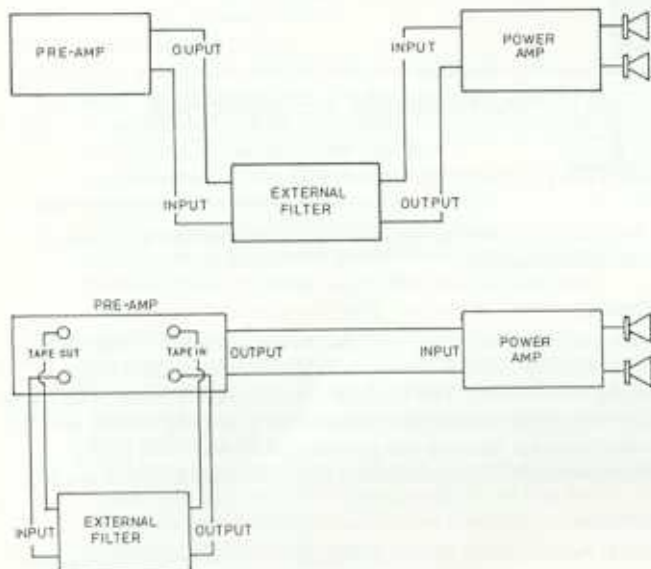 PRE-AMP
OUPUT
INPUT
POWER
AMP
INPUT
EXTERNAL
FILTER
OUTPUT
PRE-AMP
TAPE OUT
TAPE IN
OUTPUT
INPUT
POWER
AMP
INPUT
EXTERNAL
FILTER
OUTPUT